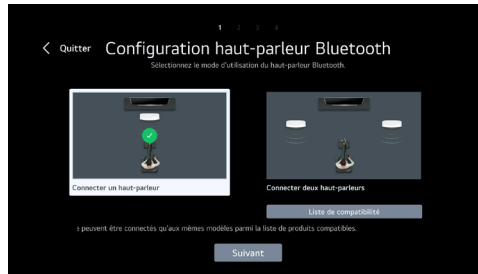 1 2 3 4
Quitter Configuration haut-parleur Bluetooth
Sélectionnez le mode d'utilisation du haut-parleur Bluetooth.
Connecter un haut-parleur
Connecter deux haut-parleurs
Liste de compatibilité
peuvent être connectés qu'aux mêmes modèles parmi la liste de produits compatibles.
Suivant